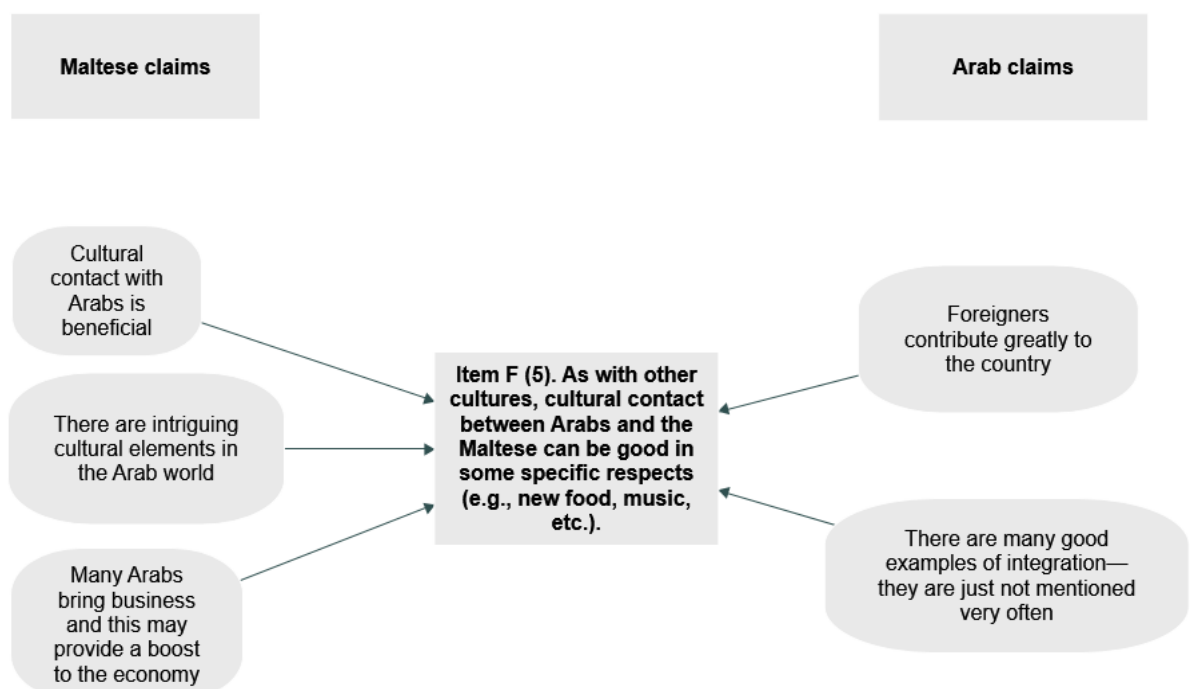 Maltese claims
Arab claims
Cultural
contact with
Arabs is
beneficial
There are intriguing
cultural elements in
the Arab world
Many Arabs
bring business
and this may
provide a boost
to the economy
Item F (5). As with other
cultures, cultural contact
between Arabs and the
Maltese can be good in
some specific respects
(e.g., new food, music,
etc.).
Foreigners
contribute greatly to
the country
There are many good
examples of integration—
they are just not mentioned
very often